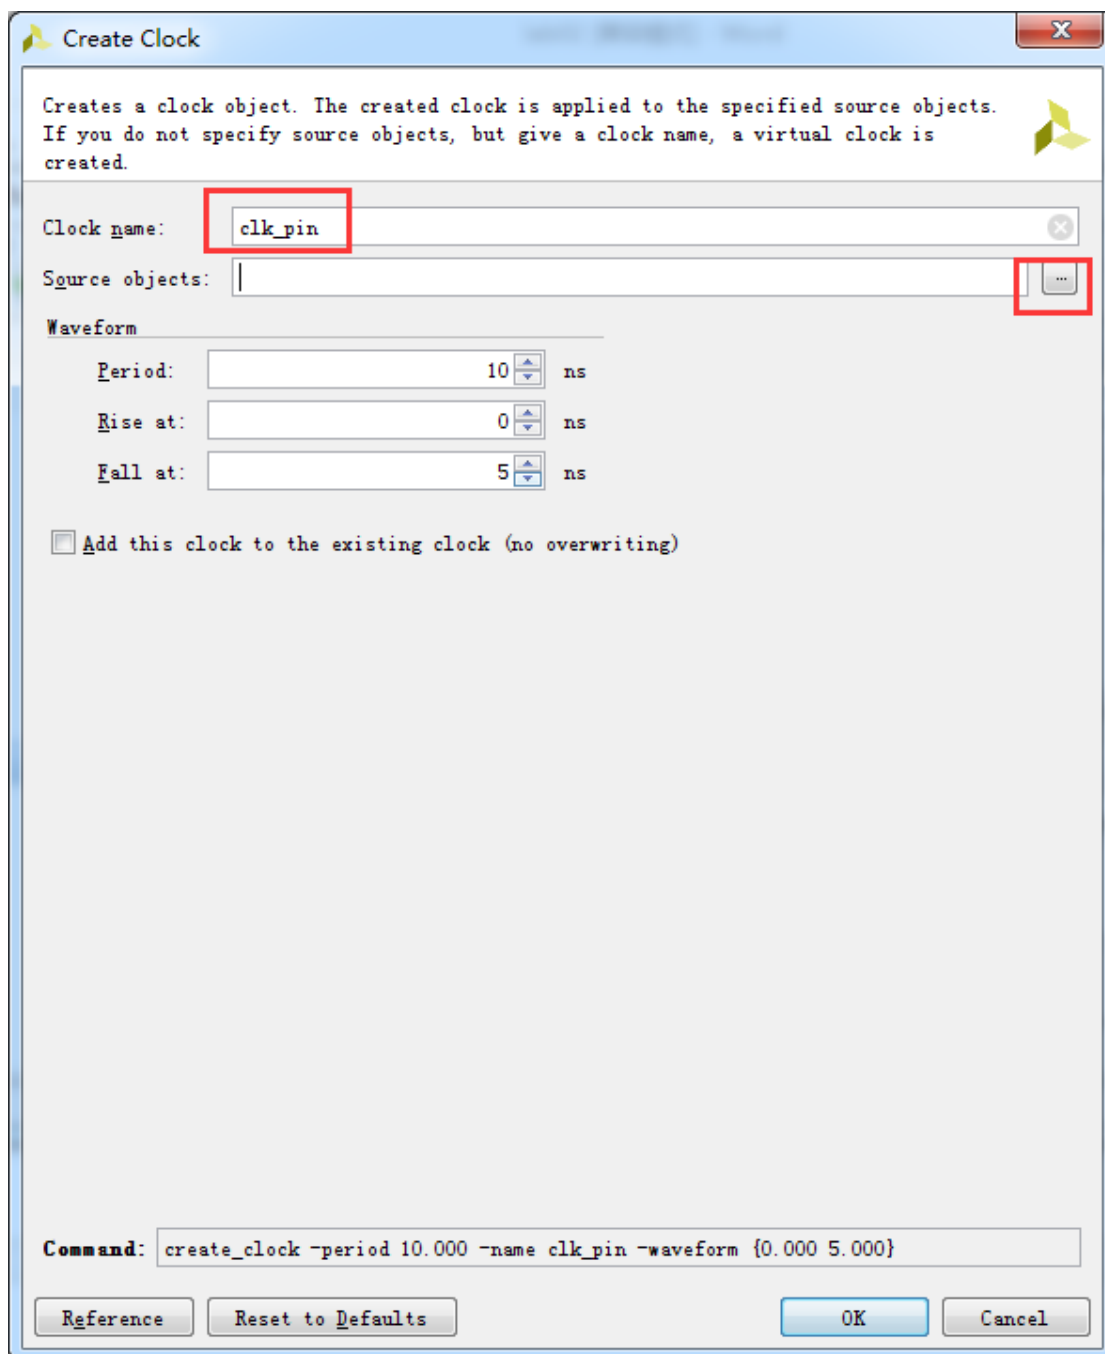 Create Clock
Creates a clock object. The created clock is applied to the specified source objects.
If you do not specify source objects, but give a clock name, a virtual clock is
created.
Clock name: clk_pin
Source objects: ...
Waveform
Period: 10 ns
Rise at: 0 ns
Fall at: 5 ns
Add this clock to the existing clock (no overwriting)
Command: create_clock -period 10.000 -name clk_pin -waveform {0.000 5.000}
Reference Reset to Defaults OK Cancel